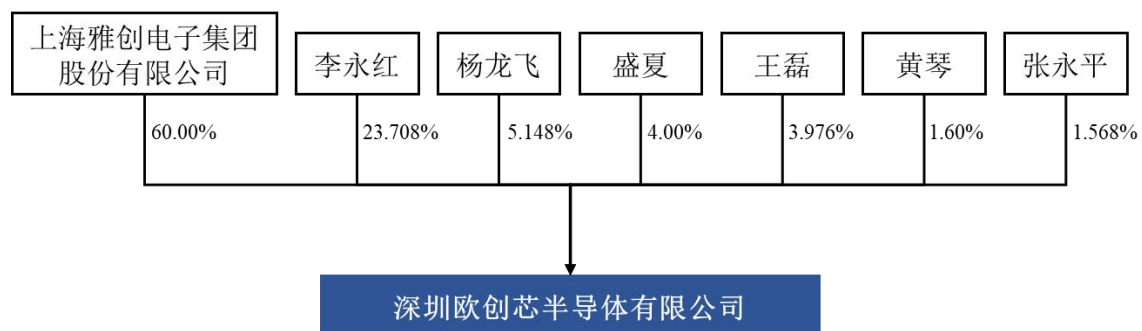 上海雅创电子集团
股份有限公司
李永红
杨龙飞
盛夏
王磊
黄琴
张永平
60.00%
23.708%
5.148%
4.00%
3.976%
1.60%
1.568%
深圳欧创芯半导体有限公司